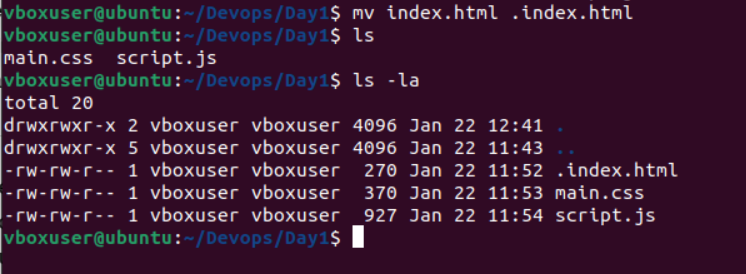 vboxuser@ubuntu:~/Devops/Day1$ mv index.html .index.html
vboxuser@ubuntu:~/Devops/Day1$ ls
main.css  script.js
vboxuser@ubuntu:~/Devops/Day1$ ls -la
total 20
drwxrwxr-x 2 vboxuser vboxuser 4096 Jan 22 12:41 .
drwxrwxr-x 5 vboxuser vboxuser 4096 Jan 22 11:43 ..
-rw-rw-r-- 1 vboxuser vboxuser  270 Jan 22 11:52 .index.html
-rw-rw-r-- 1 vboxuser vboxuser  370 Jan 22 11:53 main.css
-rw-rw-r-- 1 vboxuser vboxuser  927 Jan 22 11:54 script.js
vboxuser@ubuntu:~/Devops/Day1$